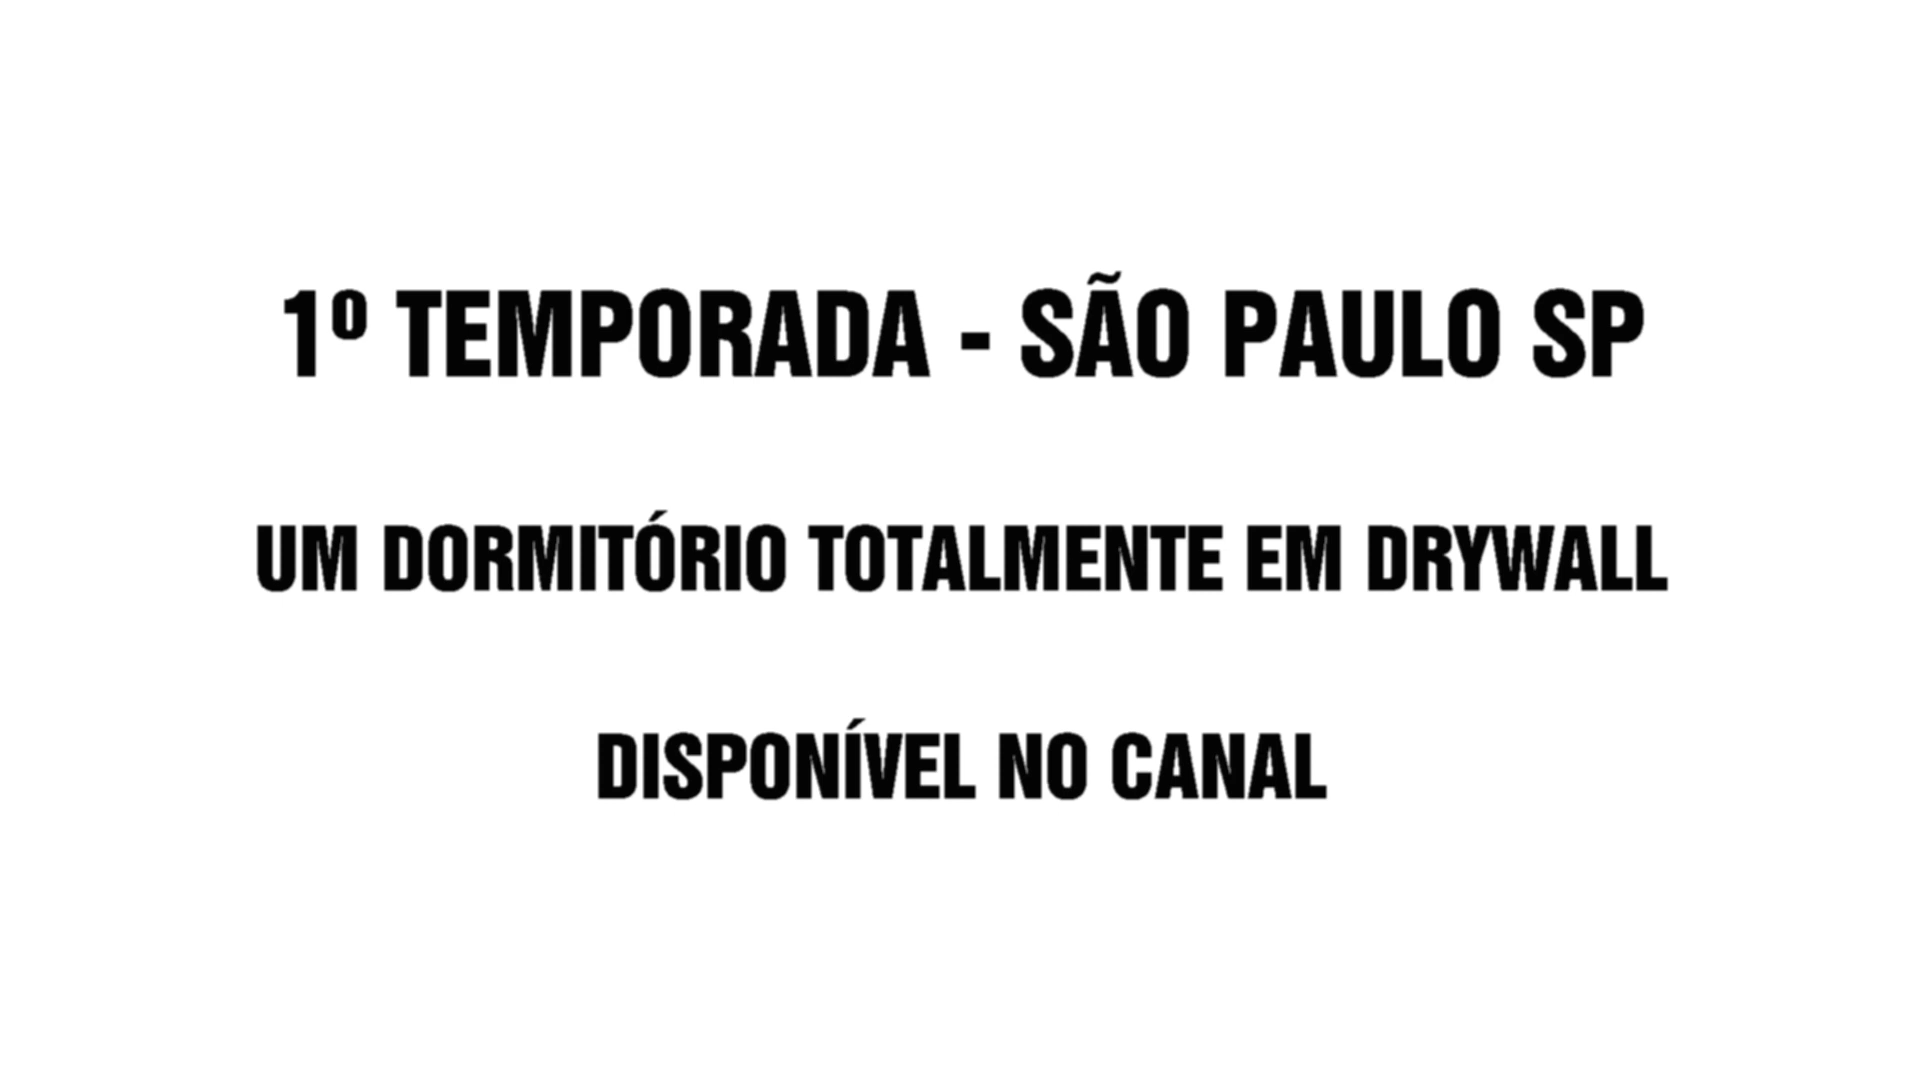 1º TEMPORADA - SÃO PAULO SP
UM DORMITÓRIO TOTALMENTE EM DRYWALL
DISPONÍVEL NO CANAL